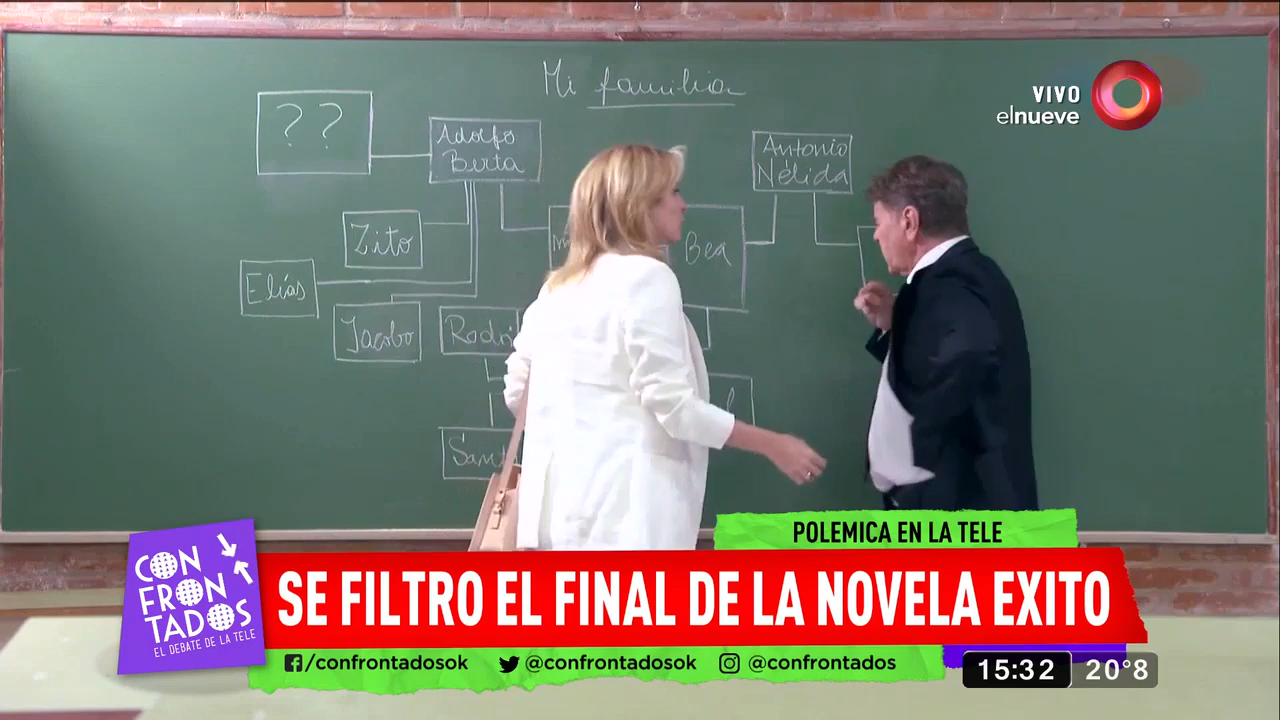 Mi familia
VIVO
elnueve
??
Adolfo
Berta
Antonio
Nélida
Zito
Bea
Elías
Jacobo
POLEMICA EN LA TELE
CON
FRON
TADOS
EL DEBATE DE LA TELE
SE FILTRO EL FINAL DE LA NOVELA EXITO
/confrontadosok @confrontadosok @confrontados
15:32 20°8